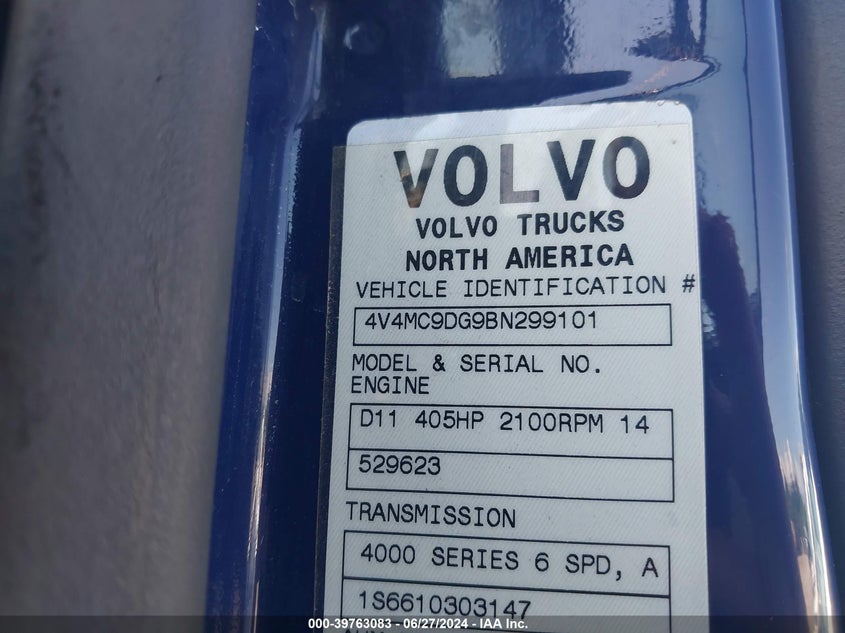 VOLVO
VOLVO TRUCKS
NORTH AMERICA
VEHICLE IDENTIFICATION #
4V4MC9DG9BN299101
MODEL & SERIAL NO.
ENGINE
D11 405HP 2100RPM 14
529623
TRANSMISSION
4000 SERIES 6 SPD, A
1S6610303147
000-39763083 / 06/27/2024 - IAA Inc.